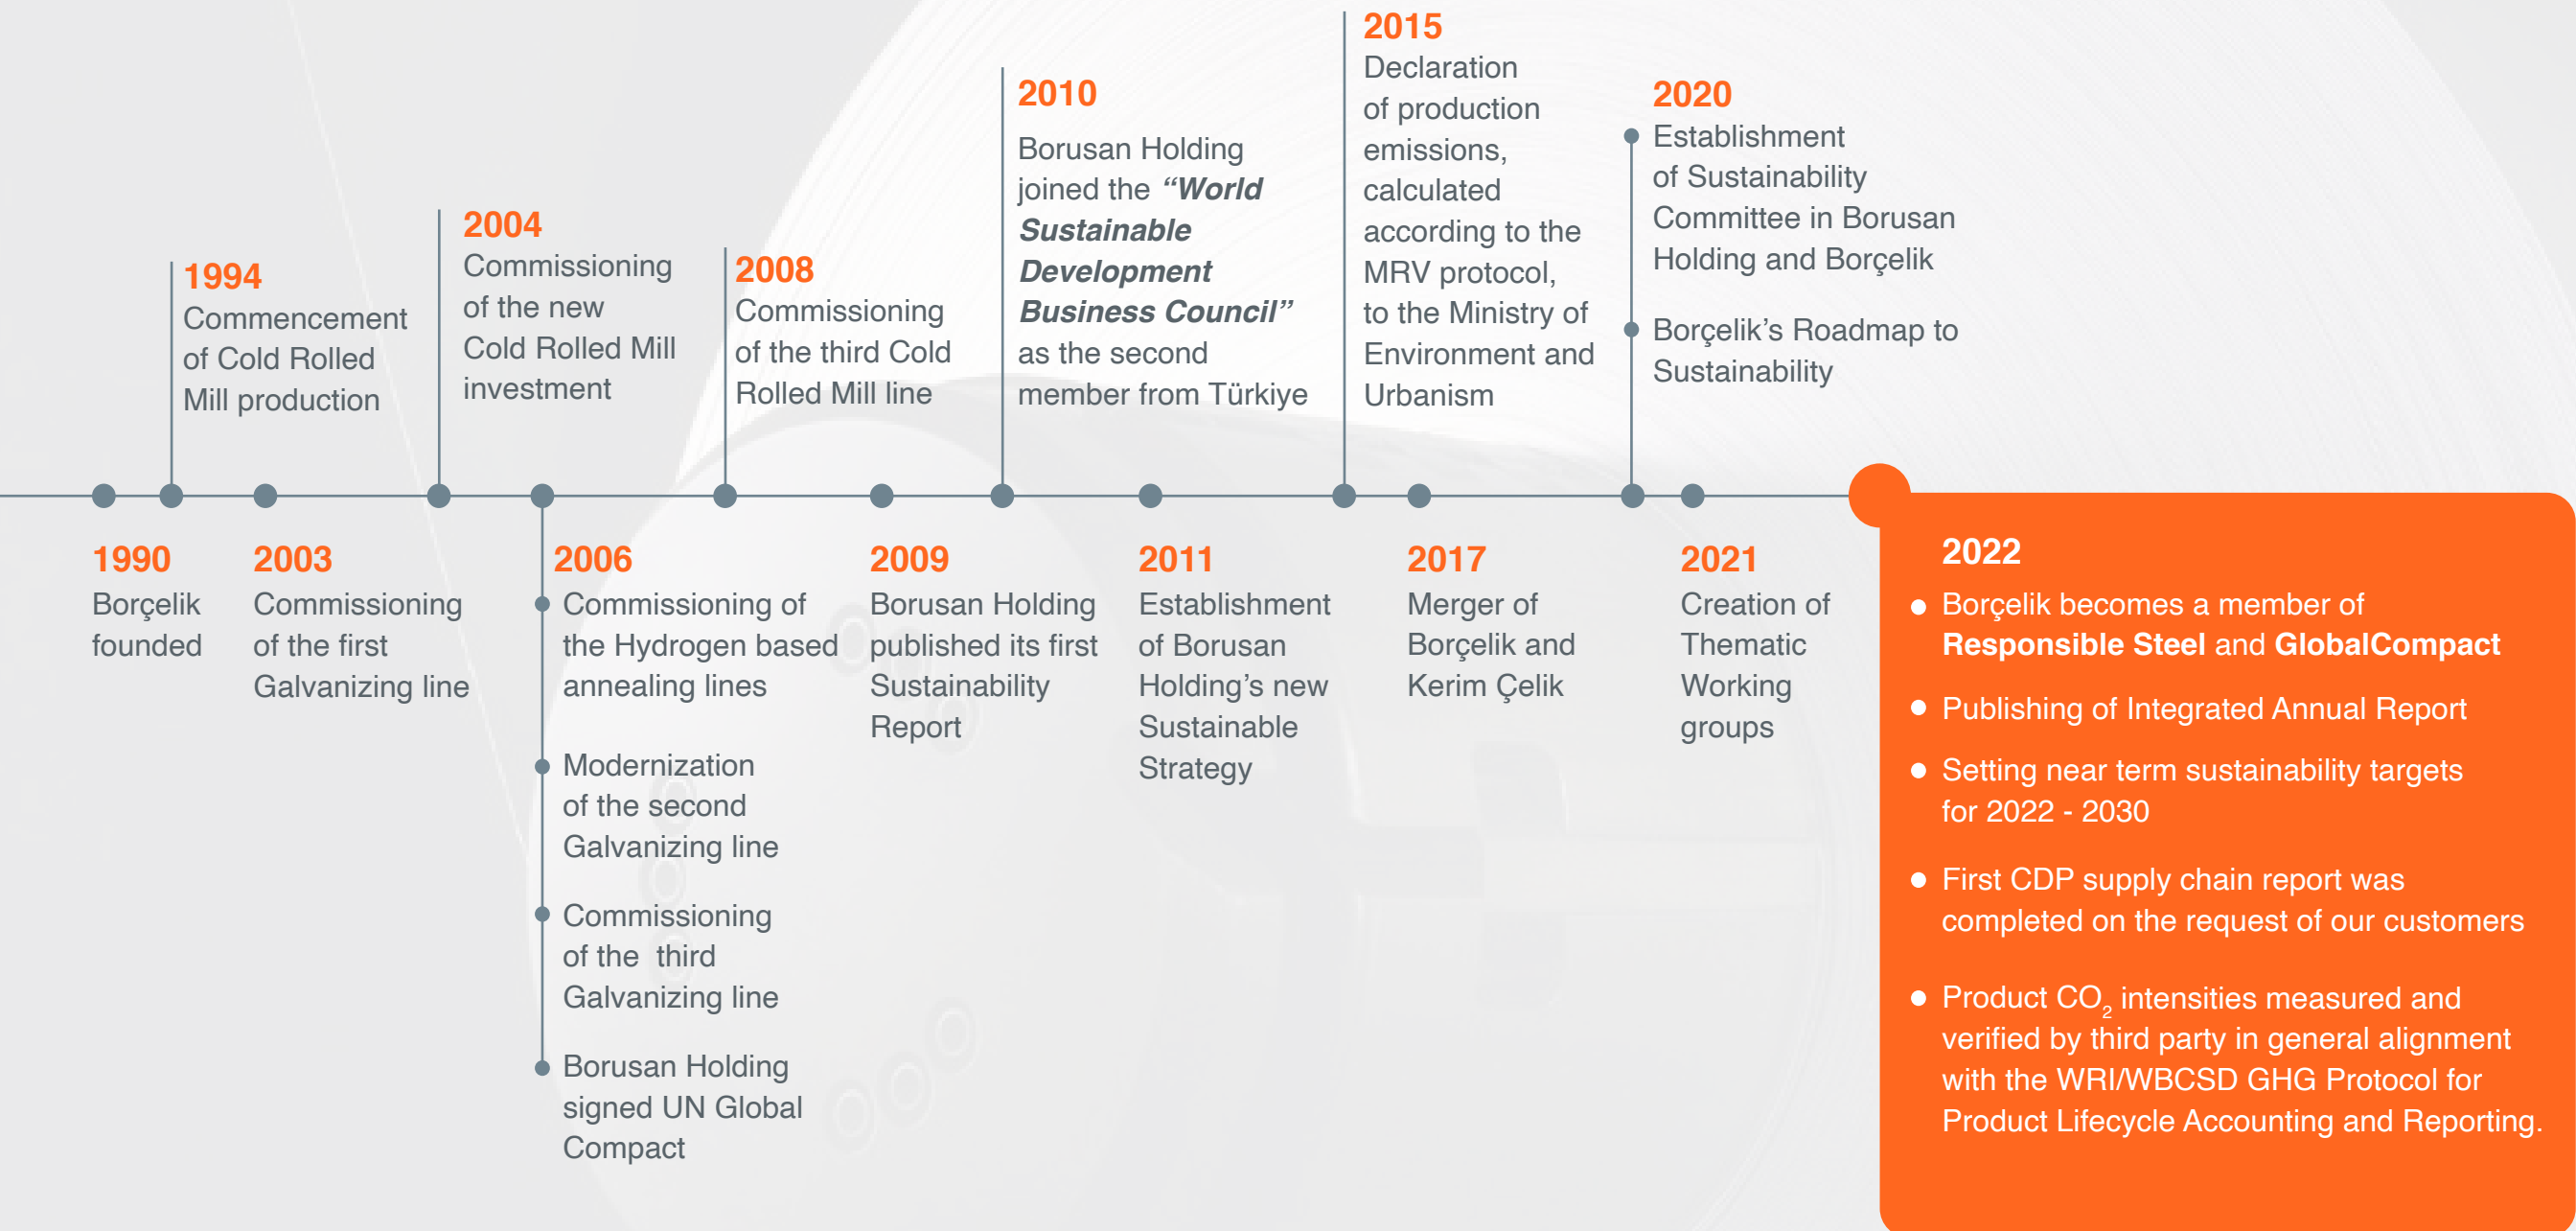 1990
Borçelik
founded
1994
Commencement
of Cold Rolled
Mill production
2003
Commissioning
of the first
Galvanizing line
2004
Commissioning
of the new
Cold Rolled Mill
investment
2006
Commissioning of
the Hydrogen based
annealing lines
Modernization
of the second
Galvanizing line
Commissioning
of the third
Galvanizing line
Borusan Holding
signed UN Global
Compact
2008
Commissioning
of the third Cold
Rolled Mill line
2009
Borusan Holding
published its first
Sustainability
Report
2010
Borusan Holding
joined the “World
Sustainable
Development
Business Council”
as the second
member from Türkiye
2011
Establishment
of Borusan
Holding’s new
Sustainable
Strategy
2015
Declaration
of production
emissions,
calculated
according to the
MRV protocol,
to the Ministry of
Environment and
Urbanism
2017
Merger of
Borçelik and
Kerim Çelik
2020
Establishment
of Sustainability
Committee in Borusan
Holding and Borçelik
Borçelik’s Roadmap to
Sustainability
2021
Creation of
Thematic
Working
groups
2022
Borçelik becomes a member of
Responsible Steel and GlobalCompact
Publishing of Integrated Annual Report
Setting near term sustainability targets
for 2022 - 2030
First CDP supply chain report was
completed on the request of our customers
Product CO₂ intensities measured and
verified by third party in general alignment
with the WRI/WBCSD GHG Protocol for
Product Lifecycle Accounting and Reporting.